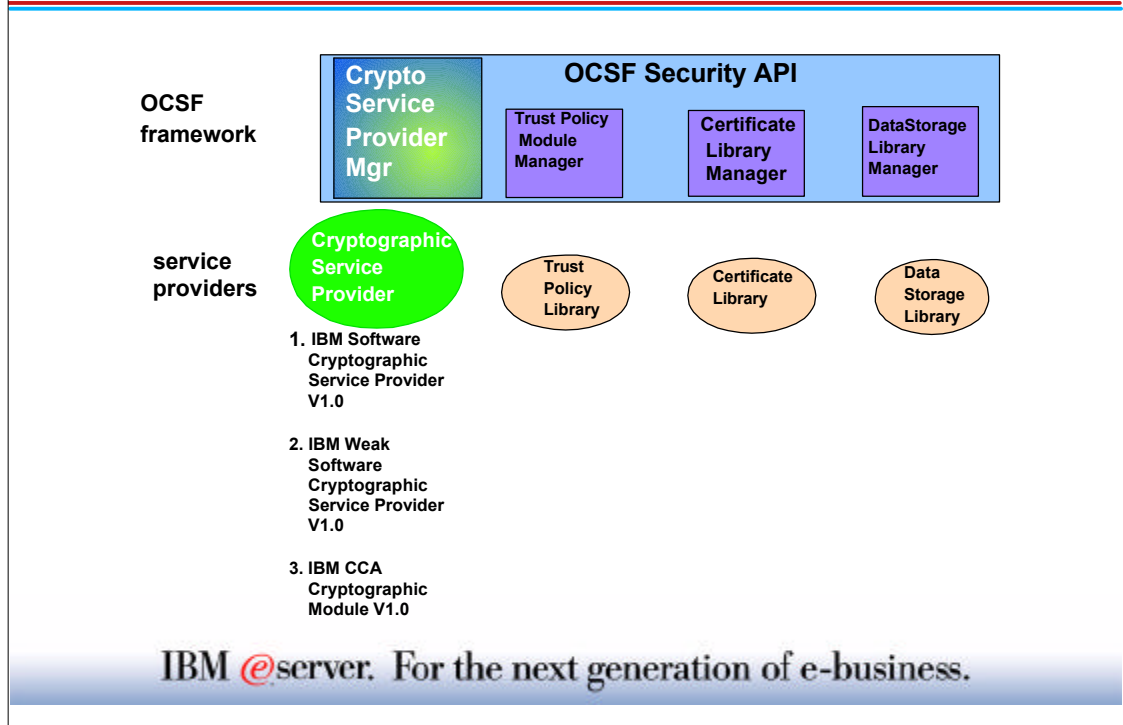 OCSF Security API
OCSF
framework
Crypto
Service
Provider
Mgr
Trust Policy
Module
Manager
Certificate
Library
Manager
DataStorage
Library
Manager
service
providers
Cryptographic
Service
Provider
Trust
Policy
Library
Certificate
Library
Data
Storage
Library
1. IBM Software
Cryptographic
Service Provider
V1.0
2. IBM Weak
Software
Cryptographic
Service Provider
V1.0
3. IBM CCA
Cryptographic
Module V1.0
IBM @server. For the next generation of e-business.